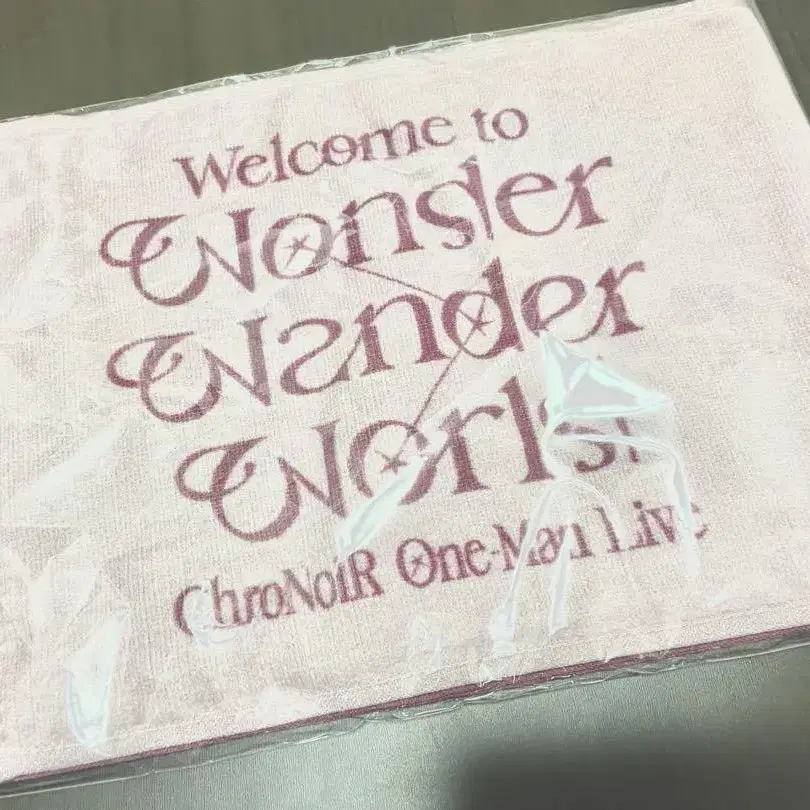 Welcome to
Wonder
Wander
World!
ChroNoiR One-Man Live